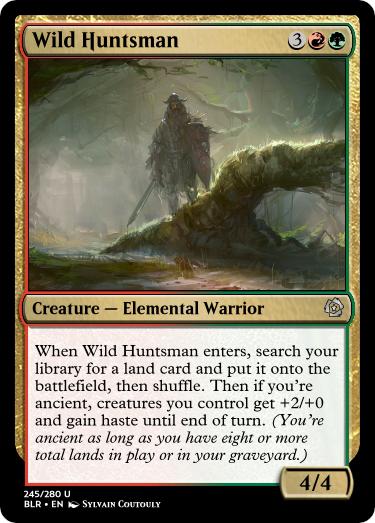 Wild Huntsman 3
Creature — Elemental Warrior
When Wild Huntsman enters, search your
library for a land card and put it onto the
battlefield, then shuffle. Then if you're
ancient, creatures you control get +2/+0
and gain haste until end of turn. (You're
ancient as long as you have eight or more
total lands in play or in your graveyard.)
4/4
245/280 U
BLR • EN Sylvain Coutouly